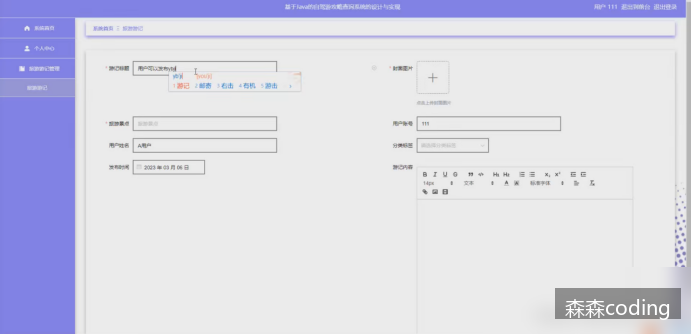 基于Java的自驾游攻略查询系统的设计与实现
用户 111 退出到前台 退出登录
系统首页
个人中心
旅游游记管理
旅游游记
系统首页 / 旅游游记
* 游记标题
用户可以发布
1 游记 2 邮寄 3 右击 4 有机 5 游击
* 封面图片
点击上传封面图片
* 旅游景点
旅游景点
用户账号
111
用户姓名
A用户
分类标签
请选择分类标签
发布时间
2023 年 03 月 06 日
游记内容
B I U H1 H2
14px 文本 标准字体
森森coding